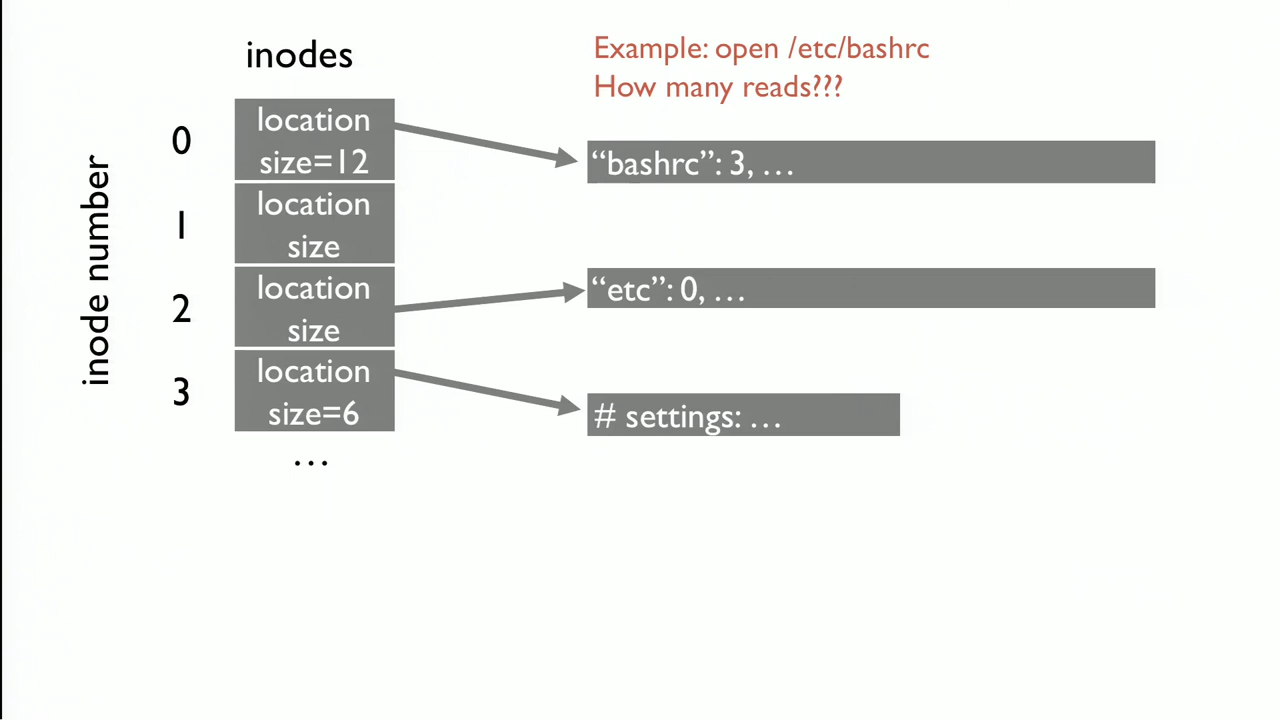 inodes
Example: open /etc/bashrc
How many reads???
inode number
0
location
size=12
“bashrc”: 3, …
1
location
size
2
location
size
“etc”: 0, …
3
location
size=6
# settings: …
…